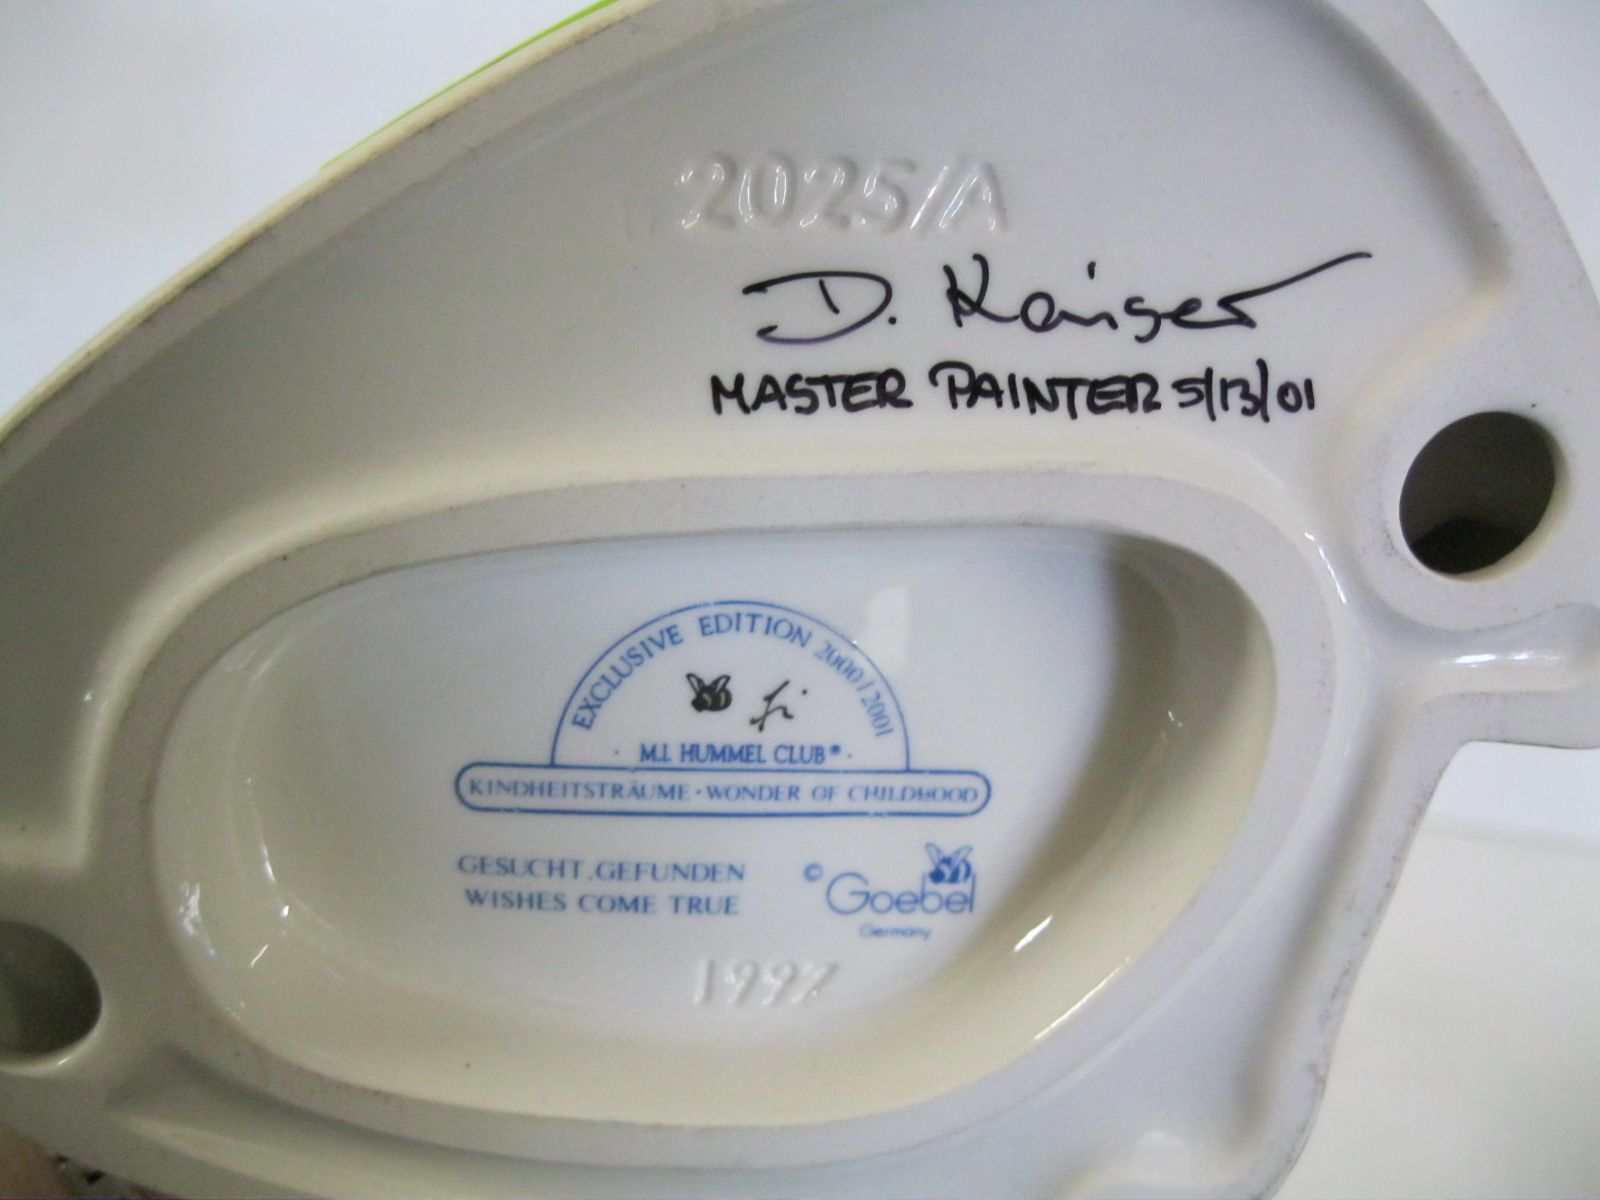 2025/A
D. Kaiser
MASTER PAINTER 5/13/01
EXCLUSIVE EDITION 2000/2001
M.I. HUMMEL CLUB®
KINDHEITSTRÄUME · WONDER OF CHILDHOOD
GESUCHT, GEFUNDEN
WISHES COME TRUE
© Goebel
Germany
1997